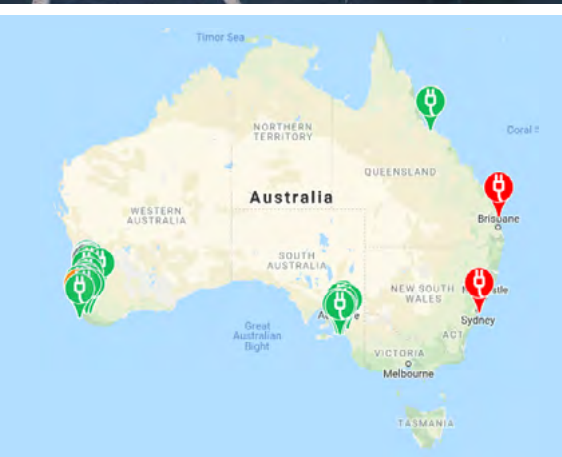 Timor Sea
NORTHERN
TERRITORY
Coral
QUEENSLAND
Australia
WESTERN
AUSTRALIA
Brisbane
SOUTH
AUSTRALIA
NEW SOUTH
WALES
Sydney
Great
Australian
Bight
ACT
VICTORIA
Melbourne
TASMANIA